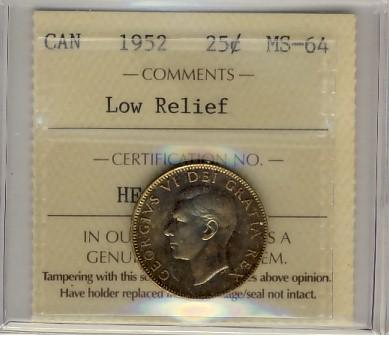 CAN 1952 25¢ MS-64
— COMMENTS —
Low Relief
— CERTIFICATION NO. —
HE
GEORGIVS VI DEI GRATIA REX
IN OU S A
GENU EM.
Tampering with this s s above opinion.
Have holder replaced age/seal not intact.